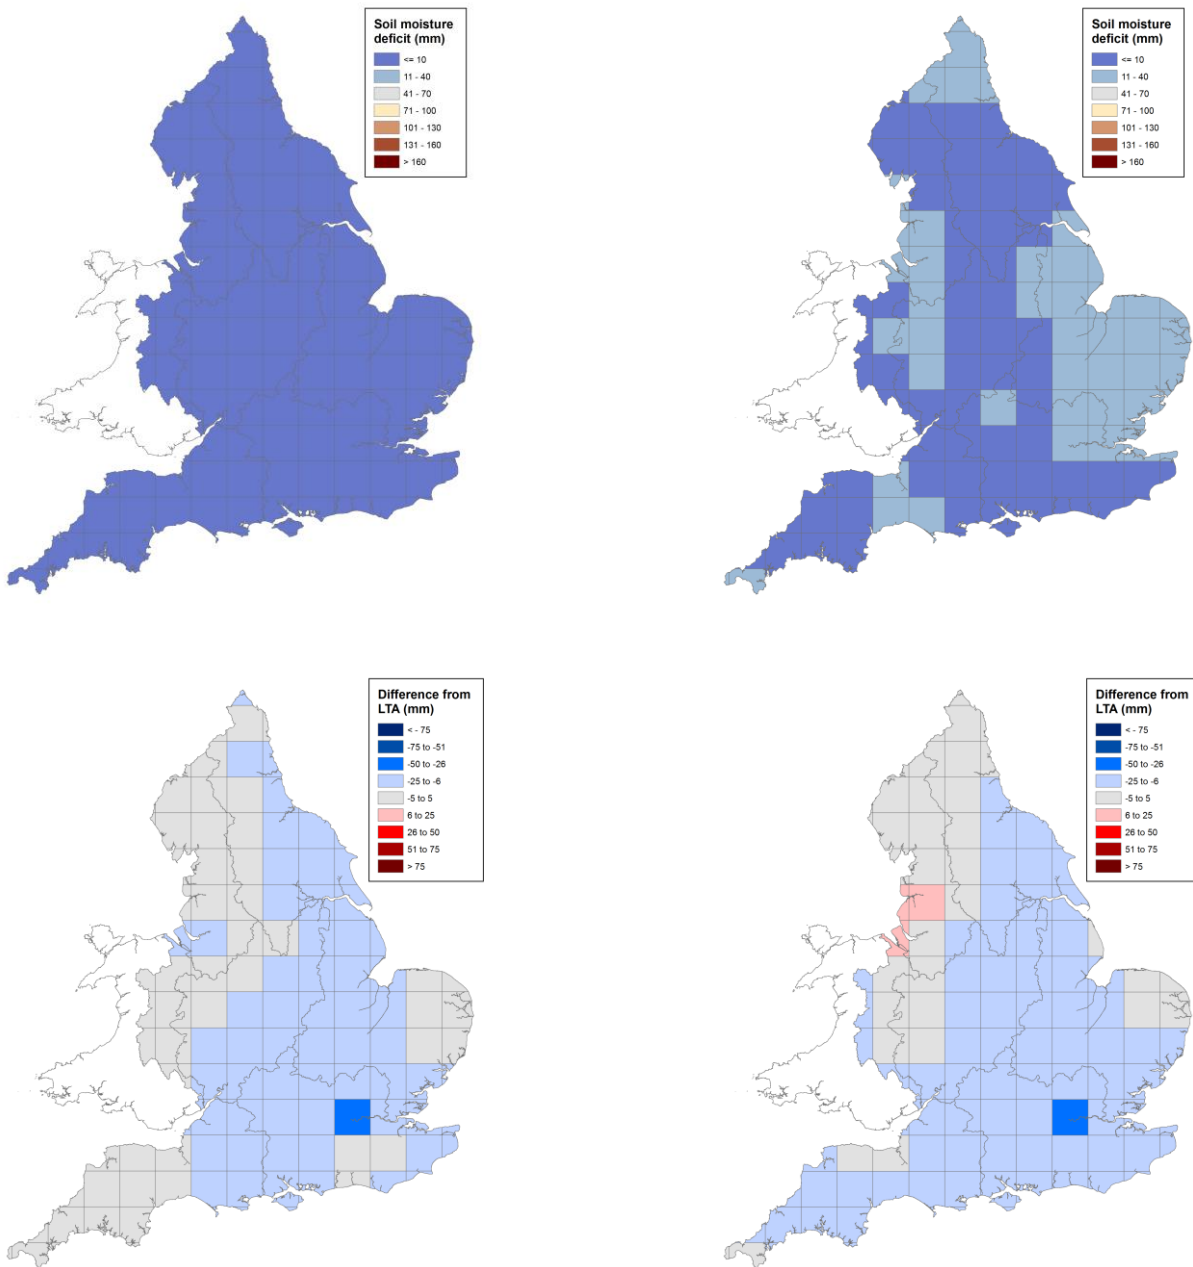 Soil moisture
deficit (mm)
<= 10
11 - 40
41 - 70
71 - 100
101 - 130
131 - 160
> 160
Soil moisture
deficit (mm)
<= 10
11 - 40
41 - 70
71 - 100
101 - 130
131 - 160
> 160
Difference from
LTA (mm)
< - 75
-75 to -51
-50 to -26
-25 to -6
-5 to 5
6 to 25
26 to 50
51 to 75
> 75
Difference from
LTA (mm)
< - 75
-75 to -51
-50 to -26
-25 to -6
-5 to 5
6 to 25
26 to 50
51 to 75
> 75